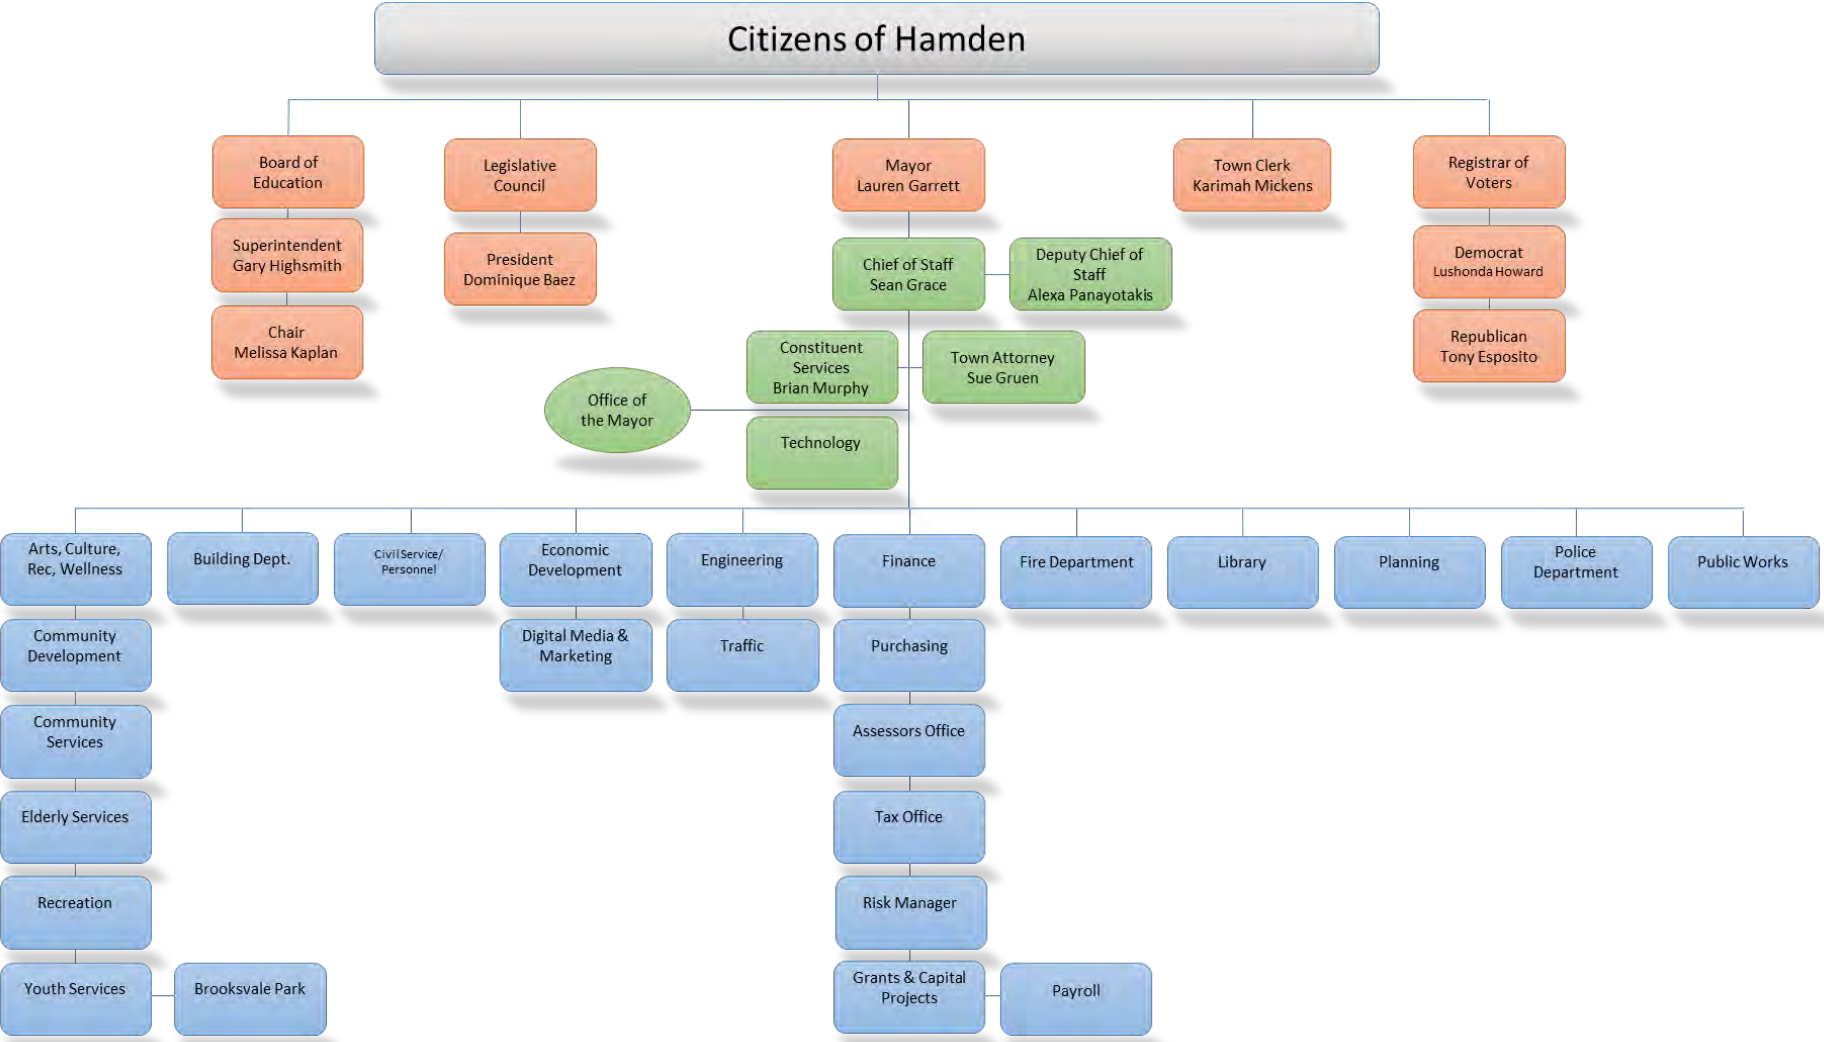 Citizens of Hamden
Board of
Education
Legislative
Council
Mayor
Lauren Garrett
Town Clerk
Karimah Mickens
Registrar of
Voters
Superintendent
Gary Highsmith
President
Dominique Baez
Chief of Staff
Sean Grace
Deputy Chief of
Staff
Alexa Panayotakis
Democrat
Lushonda Howard
Chair
Melissa Kaplan
Constituent
Services
Brian Murphy
Town Attorney
Sue Gruen
Republican
Tony Esposito
Office of
the Mayor
Technology
Arts, Culture,
Rec, Wellness
Building Dept.
Civil Service/
Personnel
Economic
Development
Engineering
Finance
Fire Department
Library
Planning
Police
Department
Public Works
Community
Development
Digital Media &
Marketing
Traffic
Purchasing
Community
Services
Assessors Office
Elderly Services
Tax Office
Recreation
Risk Manager
Youth Services
Brooksvale Park
Grants & Capital
Projects
Payroll